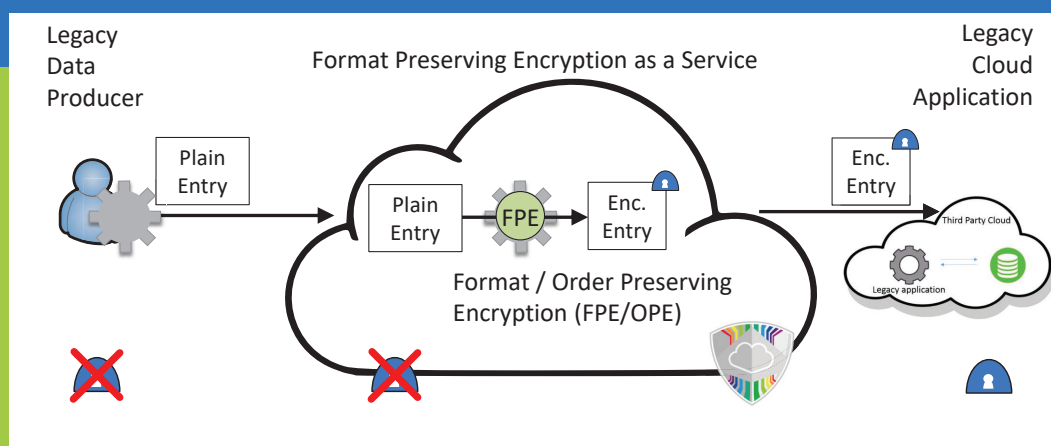 Legacy
Data
Producer
Format Preserving Encryption as a Service
Legacy
Cloud
Application
Plain
Entry
Plain
Entry
FPE
Enc.
Entry
Enc.
Entry
Third Party Cloud
Legacy application
Format / Order Preserving
Encryption (FPE/OPE)